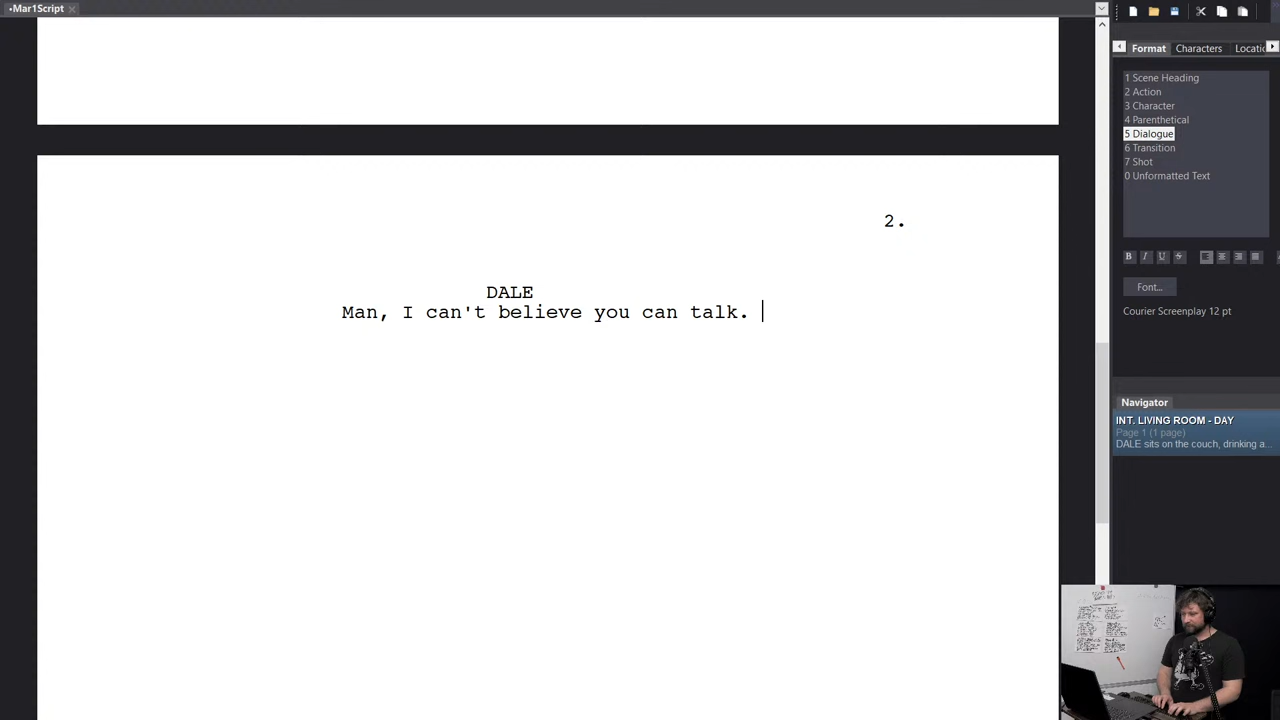 •Mar1Script
Format
Characters
Locatio
1 Scene Heading
2 Action
3 Character
4 Parenthetical
5 Dialogue
6 Transition
7 Shot
0 Unformatted Text
2.
B I U S
Font...
DALE
Man, I can't believe you can talk.
Courier Screenplay 12 pt
Navigator
INT. LIVING ROOM - DAY
Page 1 (1 page)
DALE sits on the couch, drinking a...